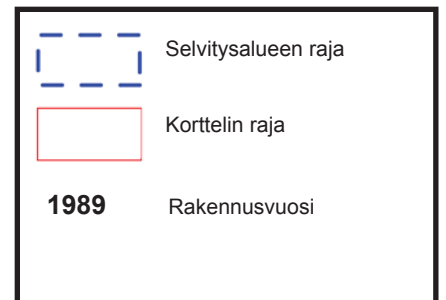 Selvitysalueen raja
Korttelin raja
1989 Rakennusvuosi